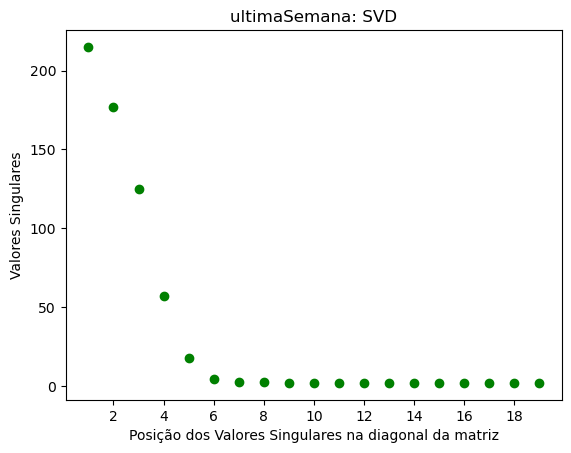 ultimaSemana: SVD
Valores Singulares
200
150
100
50
0
2 4 6 8 10 12 14 16 18
Posição dos Valores Singulares na diagonal da matriz